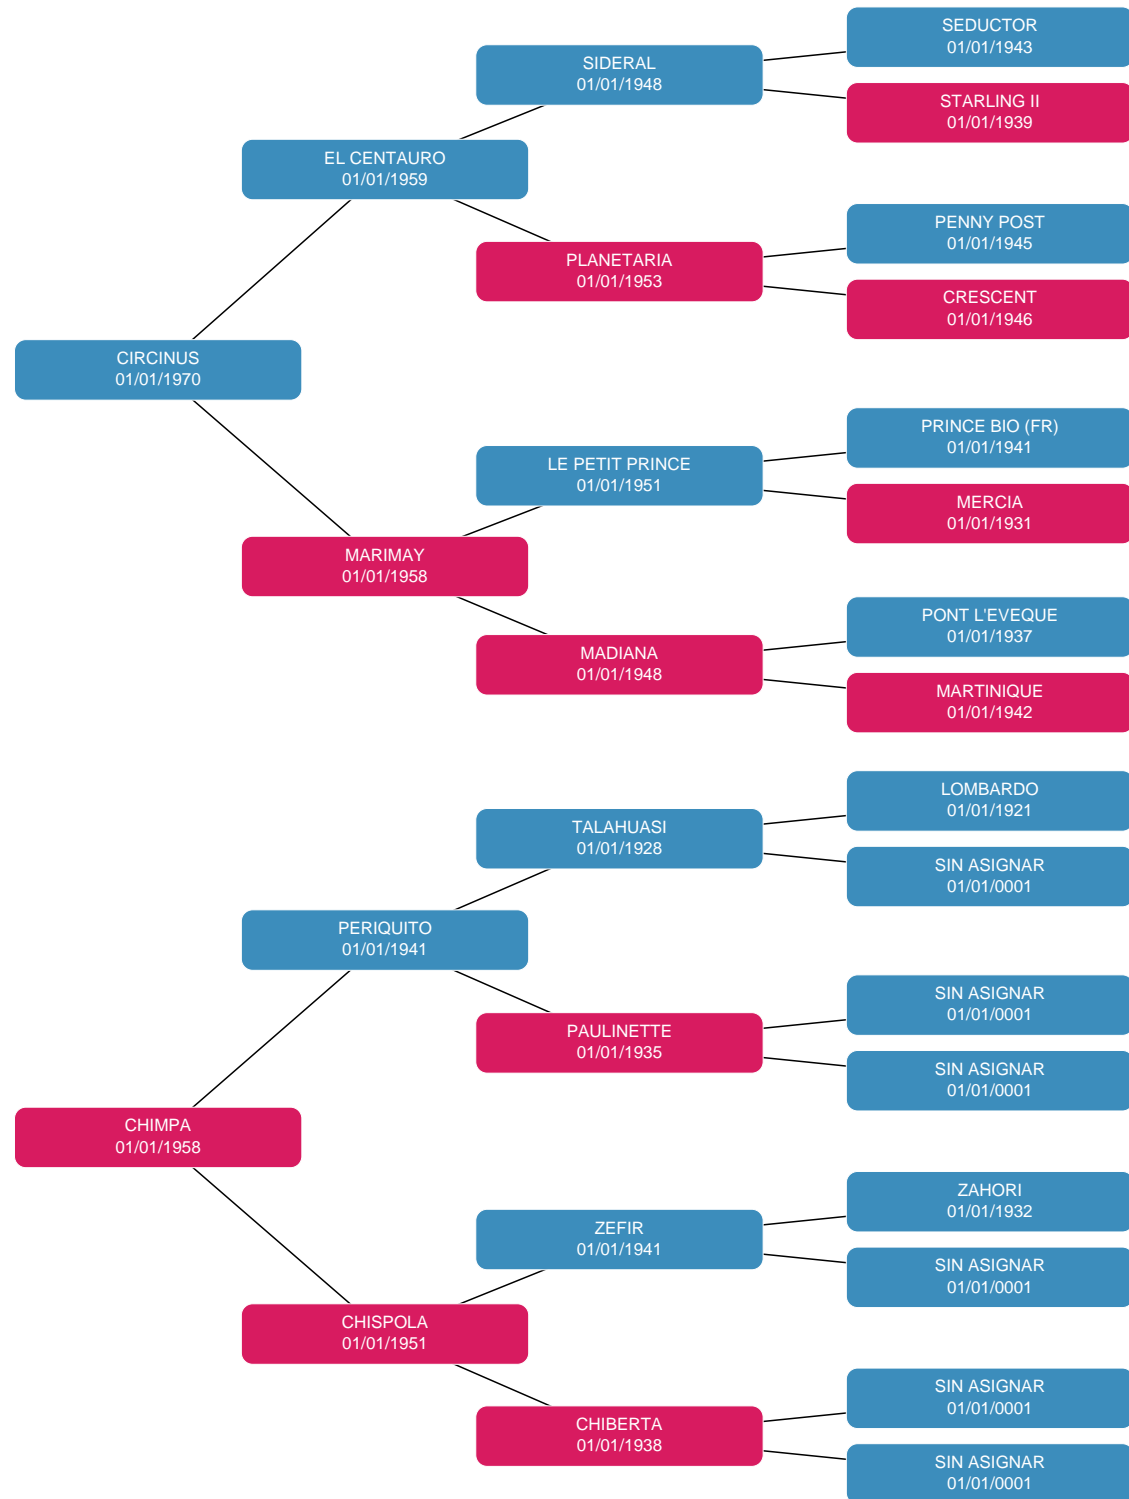 SEDUCTOR
01/01/1943
SIDERAL
01/01/1948
STARLING II
01/01/1939
EL CENTAURO
01/01/1959
PENNY POST
01/01/1945
PLANETARIA
01/01/1953
CRESCENT
01/01/1946
CIRCINUS
01/01/1970
PRINCE BIO (FR)
01/01/1941
LE PETIT PRINCE
01/01/1951
MERCIA
01/01/1931
MARIMAY
01/01/1958
PONT L'EVEQUE
01/01/1937
MADIANA
01/01/1948
MARTINIQUE
01/01/1942
LOMBARDO
01/01/1921
TALAHUASI
01/01/1928
SIN ASIGNAR
01/01/0001
PERIQUITO
01/01/1941
SIN ASIGNAR
01/01/0001
PAULINETTE
01/01/1935
SIN ASIGNAR
01/01/0001
CHIMPA
01/01/1958
ZAHORI
01/01/1932
ZEFIR
01/01/1941
SIN ASIGNAR
01/01/0001
CHISPOLA
01/01/1951
SIN ASIGNAR
01/01/0001
CHIBERTA
01/01/1938
SIN ASIGNAR
01/01/0001